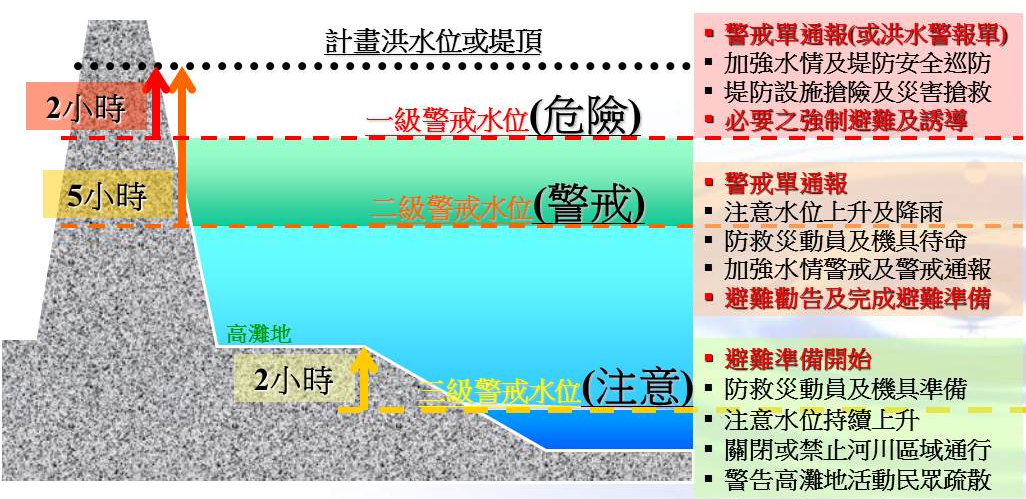 計畫洪水位或堤頂
2小時
一級警戒水位(危險)
5小時
二級警戒水位(警戒)
高灘地
2小時
三級警戒水位(注意)
▪ 警戒單通報(或洪水警報單)
▪ 加強水情及堤防安全巡防
▪ 堤防設施搶險及災害搶救
▪ 必要之強制避難及誘導
▪ 警戒單通報
▪ 注意水位上升及降雨
▪ 防救災動員及機具待命
▪ 加強水情警戒及警戒通報
▪ 避難勸告及完成避難準備
▪ 避難準備開始
▪ 防救災動員及機具準備
▪ 注意水位持續上升
▪ 關閉或禁止河川區域通行
▪ 警告高灘地活動民眾疏散